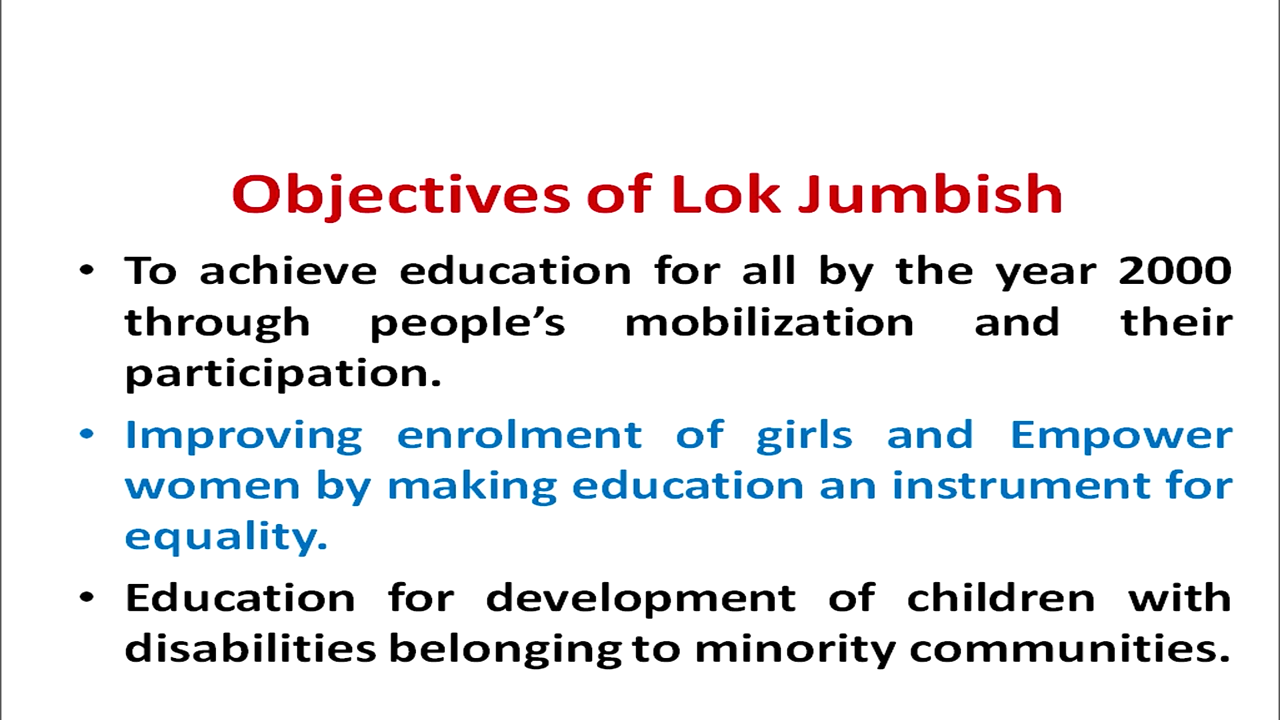 Objectives of Lok Jumbish
• To achieve education for all by the year 2000
through people’s mobilization and their
participation.
• Improving enrolment of girls and Empower
women by making education an instrument for
equality.
• Education for development of children with
disabilities belonging to minority communities.